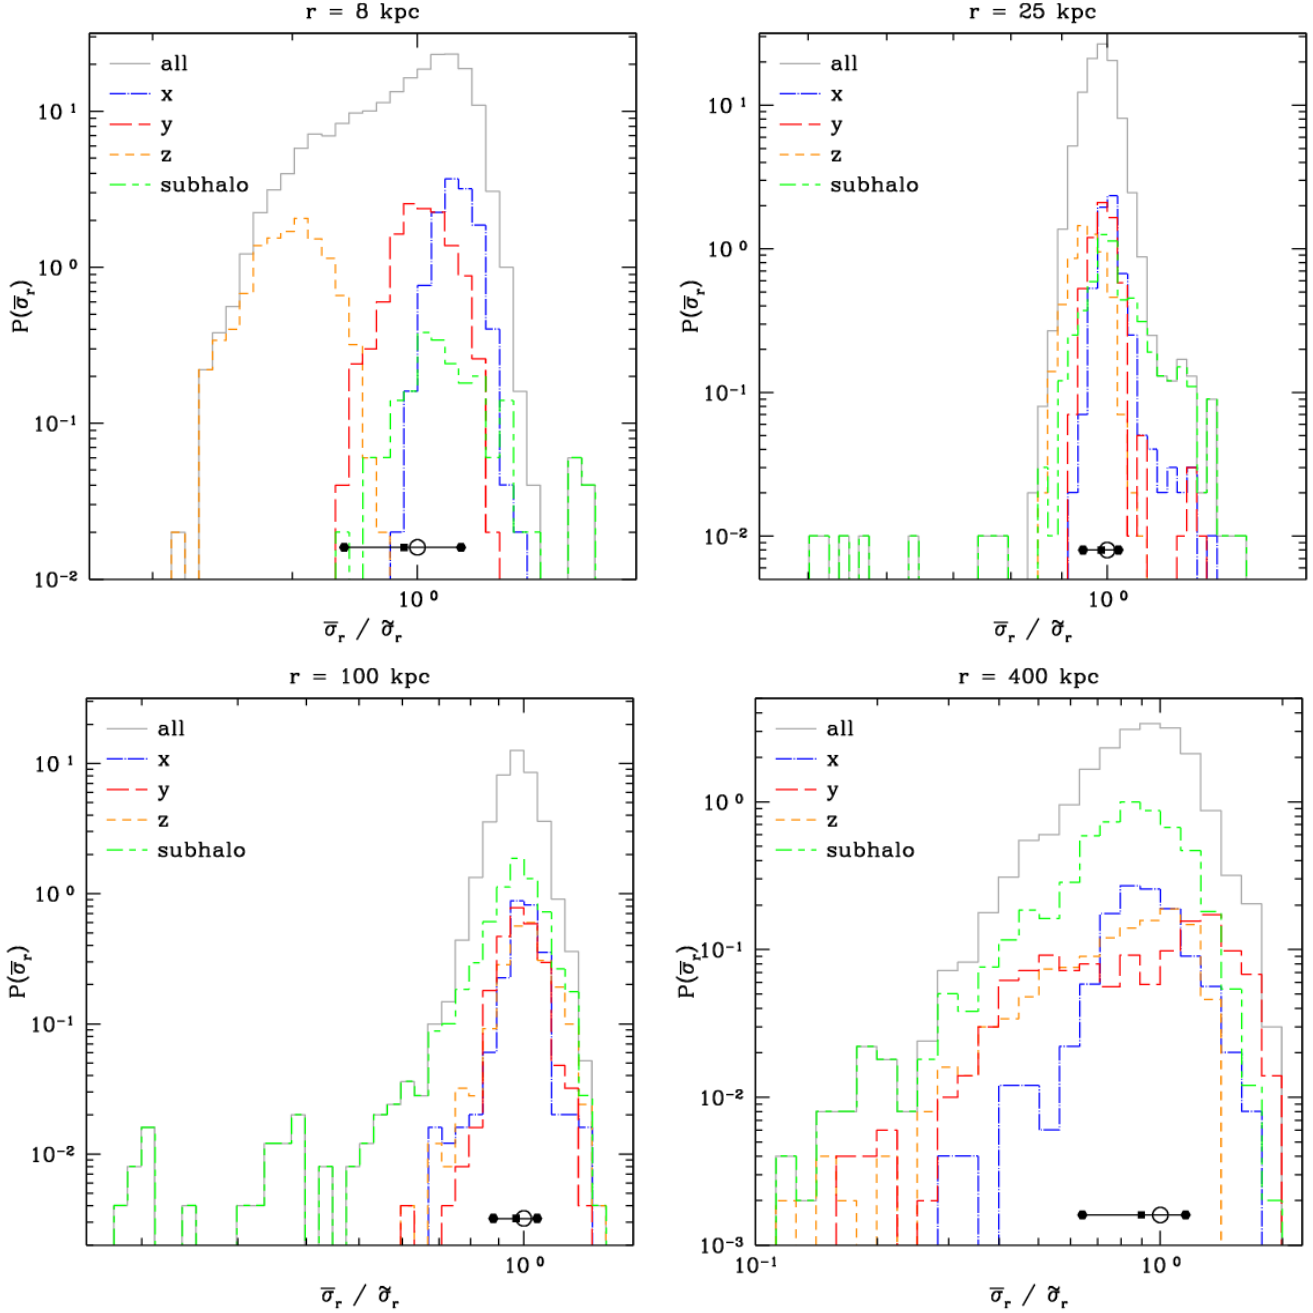 r = 8 kpc
all
x
y
z
subhalo
10¹
10⁰
10⁻¹
10⁻²
P(σ̅ᵣ)
10⁰
σ̅ᵣ / σ̃ᵣ
r = 25 kpc
all
x
y
z
subhalo
10¹
10⁰
10⁻¹
10⁻²
P(σ̅ᵣ)
10⁰
σ̅ᵣ / σ̃ᵣ
r = 100 kpc
all
x
y
z
subhalo
10¹
10⁰
10⁻¹
10⁻²
P(σ̅ᵣ)
10⁰
σ̅ᵣ / σ̃ᵣ
r = 400 kpc
all
x
y
z
subhalo
10⁰
10⁻¹
10⁻²
10⁻³
P(σ̅ᵣ)
10⁻¹ 10⁰
σ̅ᵣ / σ̃ᵣ